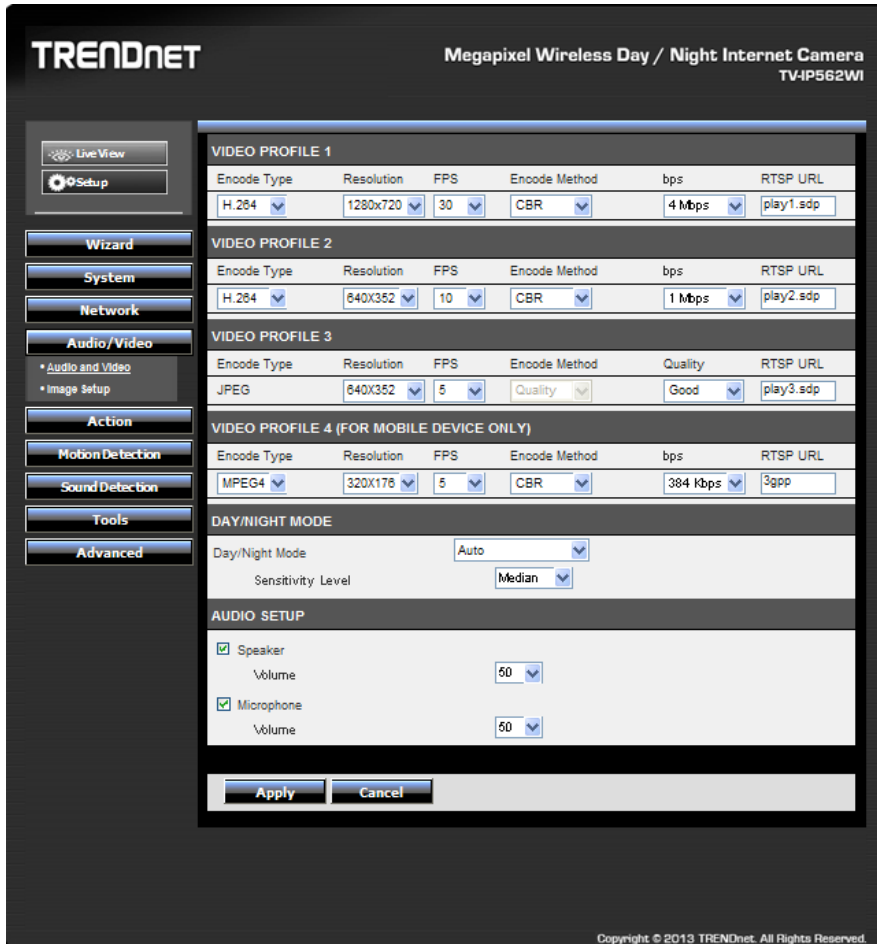 TRENDnet
Megapixel Wireless Day / Night Internet Camera
TV-IP562WI
Live View
Setup
Wizard
System
Network
Audio/Video
• Audio and Video
• Image Setup
Action
Motion Detection
Sound Detection
Tools
Advanced
VIDEO PROFILE 1
Encode Type Resolution FPS Encode Method bps RTSP URL
H.264 1280x720 30 CBR 4 Mbps play1.sdp
VIDEO PROFILE 2
Encode Type Resolution FPS Encode Method bps RTSP URL
H.264 640X352 10 CBR 1 Mbps play2.sdp
VIDEO PROFILE 3
Encode Type Resolution FPS Encode Method Quality RTSP URL
JPEG 640X352 5 Quality Good play3.sdp
VIDEO PROFILE 4 (FOR MOBILE DEVICE ONLY)
Encode Type Resolution FPS Encode Method bps RTSP URL
MPEG4 320X176 5 CBR 384 Kbps 3gpp
DAY/NIGHT MODE
Day/Night Mode Auto
Sensitivity Level Median
AUDIO SETUP
Speaker
Volume 50
Microphone
Volume 50
Apply Cancel
Copyright © 2013 TRENDnet. All Rights Reserved.